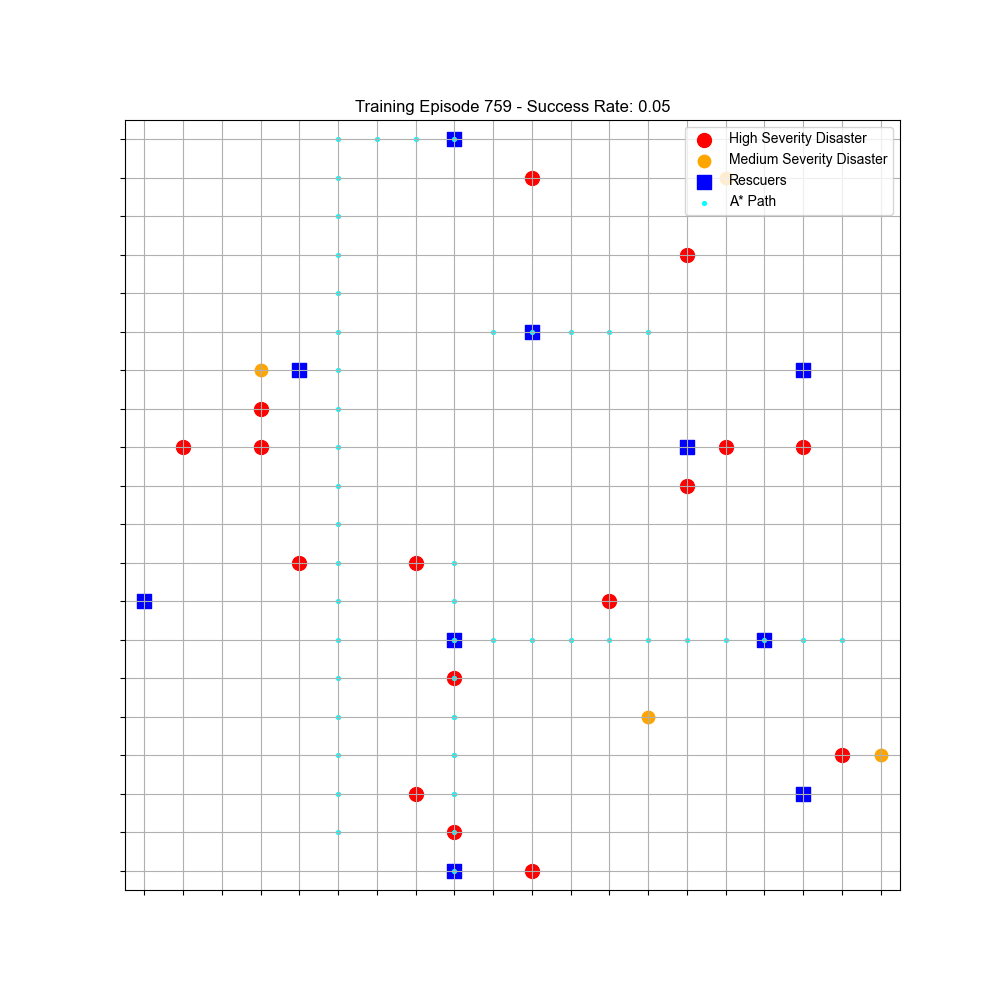 Training Episode 759 - Success Rate: 0.05
High Severity Disaster
Medium Severity Disaster
Rescuers
A* Path